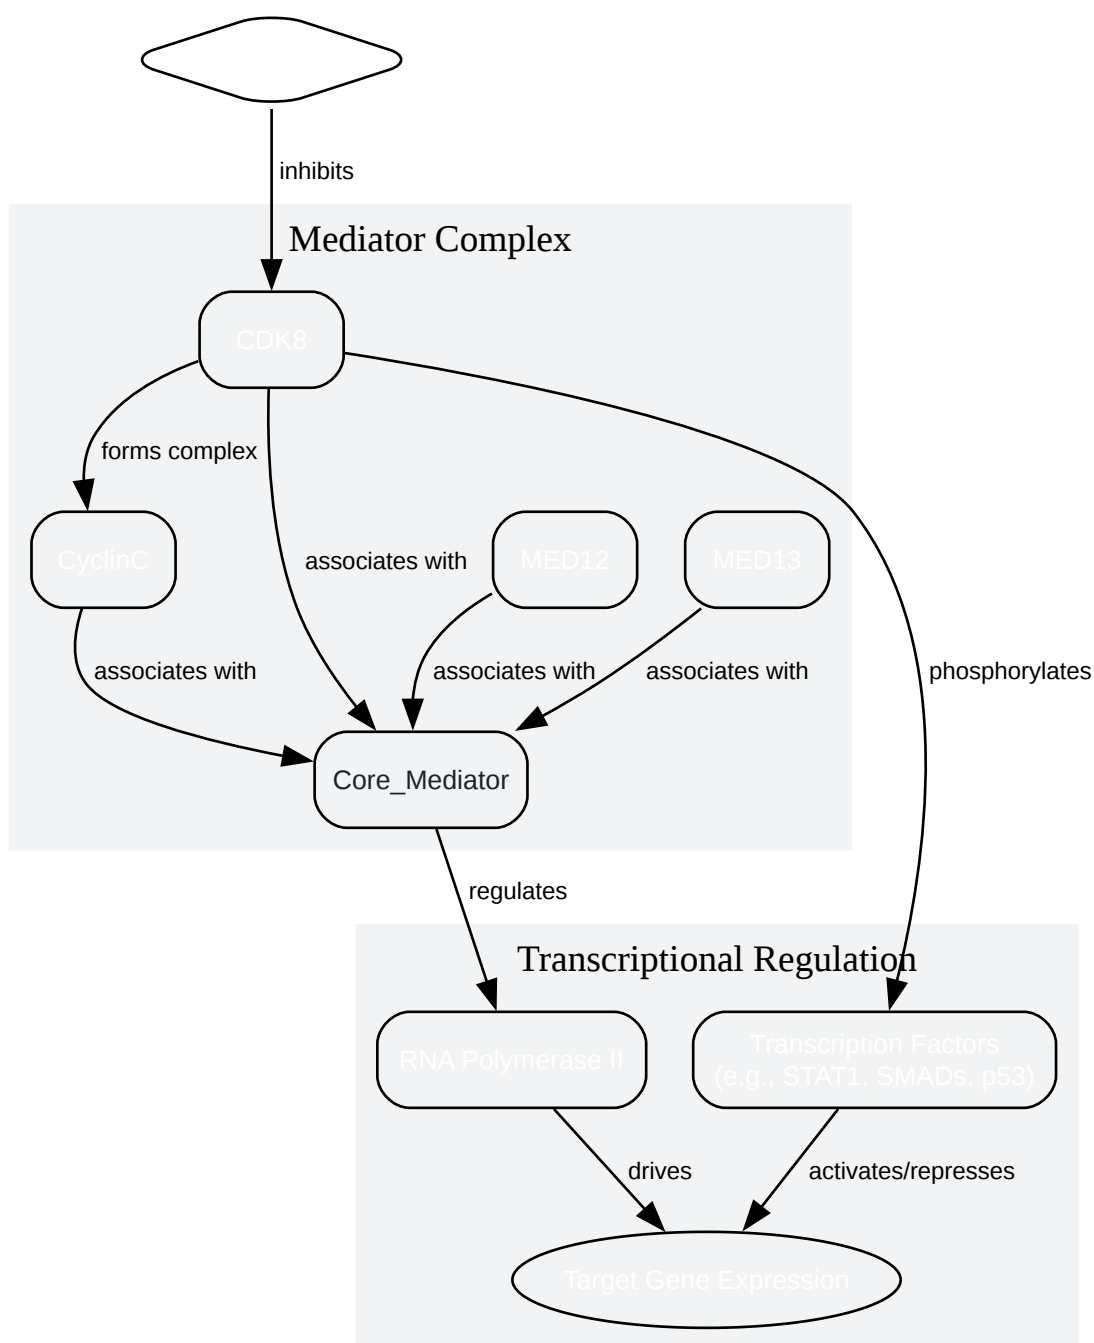 inhibits
Mediator Complex
CDK8
forms complex
CyclinC
associates with
MED12
MED13
associates with
associates with
associates with
phosphorylates
Core_Mediator
regulates
Transcriptional Regulation
RNA Polymerase II
Transcription Factors
(e.g., STAT1, SMADs, p53)
drives
activates/represses
Target Gene Expression